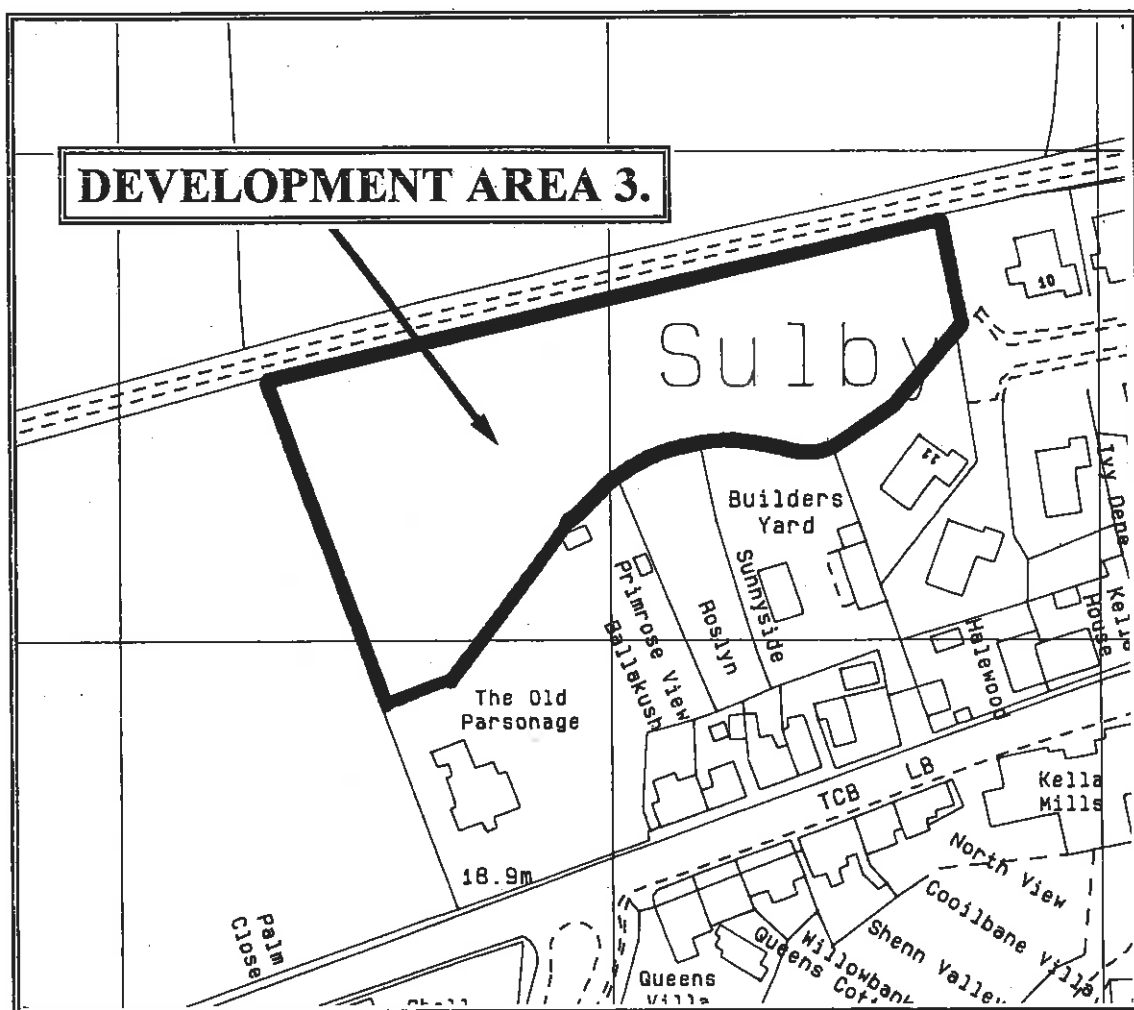 DEVELOPMENT AREA 3.
Sulby
10
11
Builders
Yard
Ivy Dene
Primrose View
Ballakush
Roslyn
Sunnyside
Halewood
House
Kella
The Old
Parsonage
TCB
LB
Kella
Mills
18.9m
Palm
Close
North View
Cooilbane Villa
Shenn Valley
Willowbank
Queens Cott
Queens
Villa